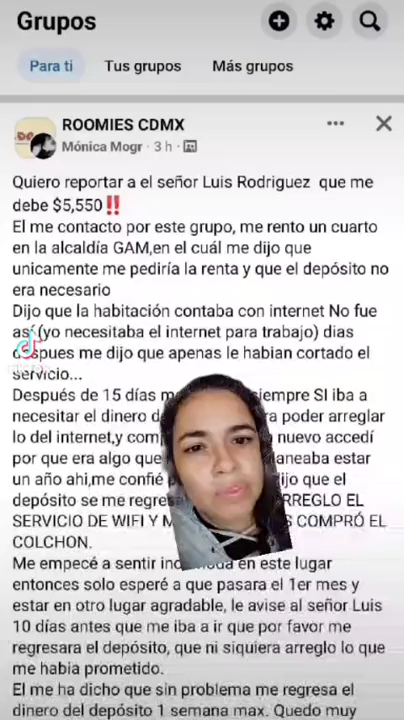 Grupos
Para ti
Tus grupos
Más grupos
ROOMIES CDMX
Mónica Mogr · 3 h ·
Quiero reportar a el señor Luis Rodriguez que me
debe $5,550‼️
El me contacto por este grupo, me rento un cuarto
en la alcaldía GAM,en el cuál me dijo que
unicamente me pediría la renta y que el depósito no
era necesario
Dijo que la habitación contaba con internet No fue
así (yo necesitaba el internet para trabajo) dias
despues me dijo que apenas le habian cortado el
servicio...
Después de 15 días siempre SI iba a
necesitar el dinero poder arreglar
lo del internet,y nuevo accedí
por que era algo que planeaba estar
un año ahi,me confié dijo que el
depósito se me ARREGLO EL
SERVICIO DE WIFI Y COMPRÓ EL
COLCHON.
Me empecé a sentir en este lugar
entonces solo esperé a que pasara el 1er mes y
estar en otro lugar agradable, le avise al señor Luis
10 días antes que me iba a ir que por favor me
regresara el depósito, que ni siquiera arreglo lo que
me habia prometido.
El me ha dicho que sin problema me regresa el
dinero del depósito 1 semana max. Quedo muy